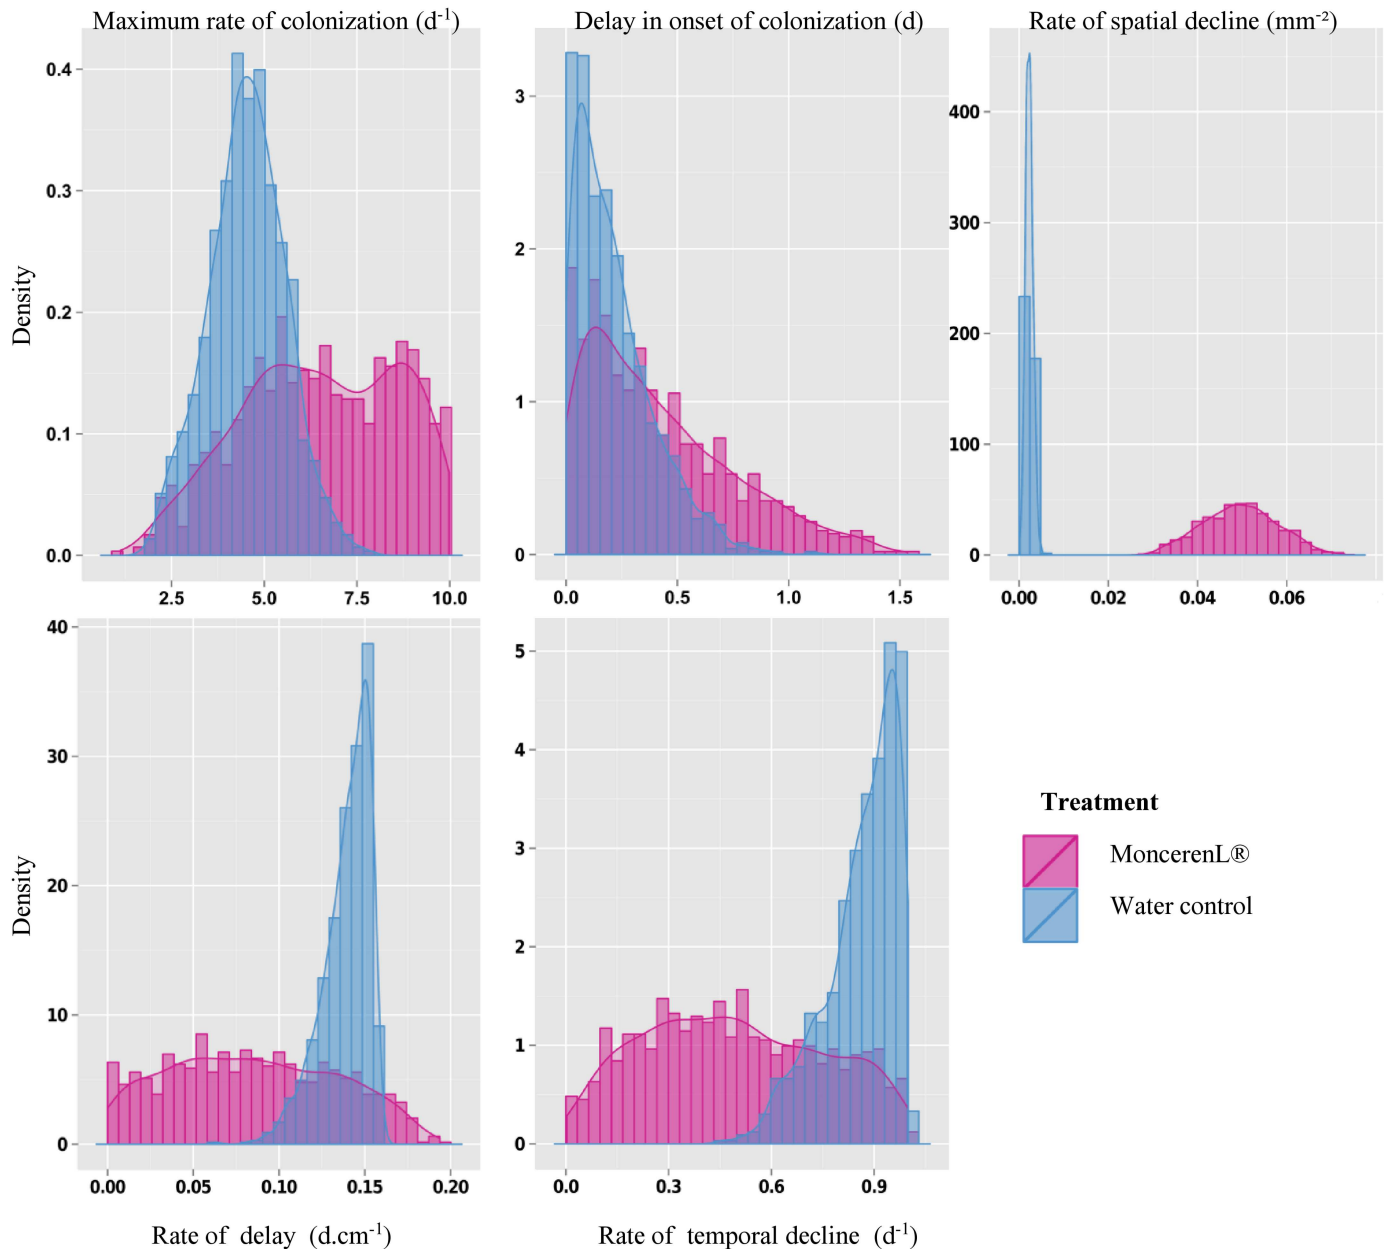 Maximum rate of colonization (d⁻¹)
Delay in onset of colonization (d)
Rate of spatial decline (mm⁻²)
Density
0.4
0.3
0.2
0.1
0.0
2.5 5.0 7.5 10.0
3
2
1
0
0.0 0.5 1.0 1.5
400
300
200
100
0
0.00 0.02 0.04 0.06
Density
40
30
20
10
0
0.00 0.05 0.10 0.15 0.20
Rate of delay (d.cm⁻¹)
5
4
3
2
1
0
0.0 0.3 0.6 0.9
Rate of temporal decline (d⁻¹)
Treatment
MoncerenL®
Water control